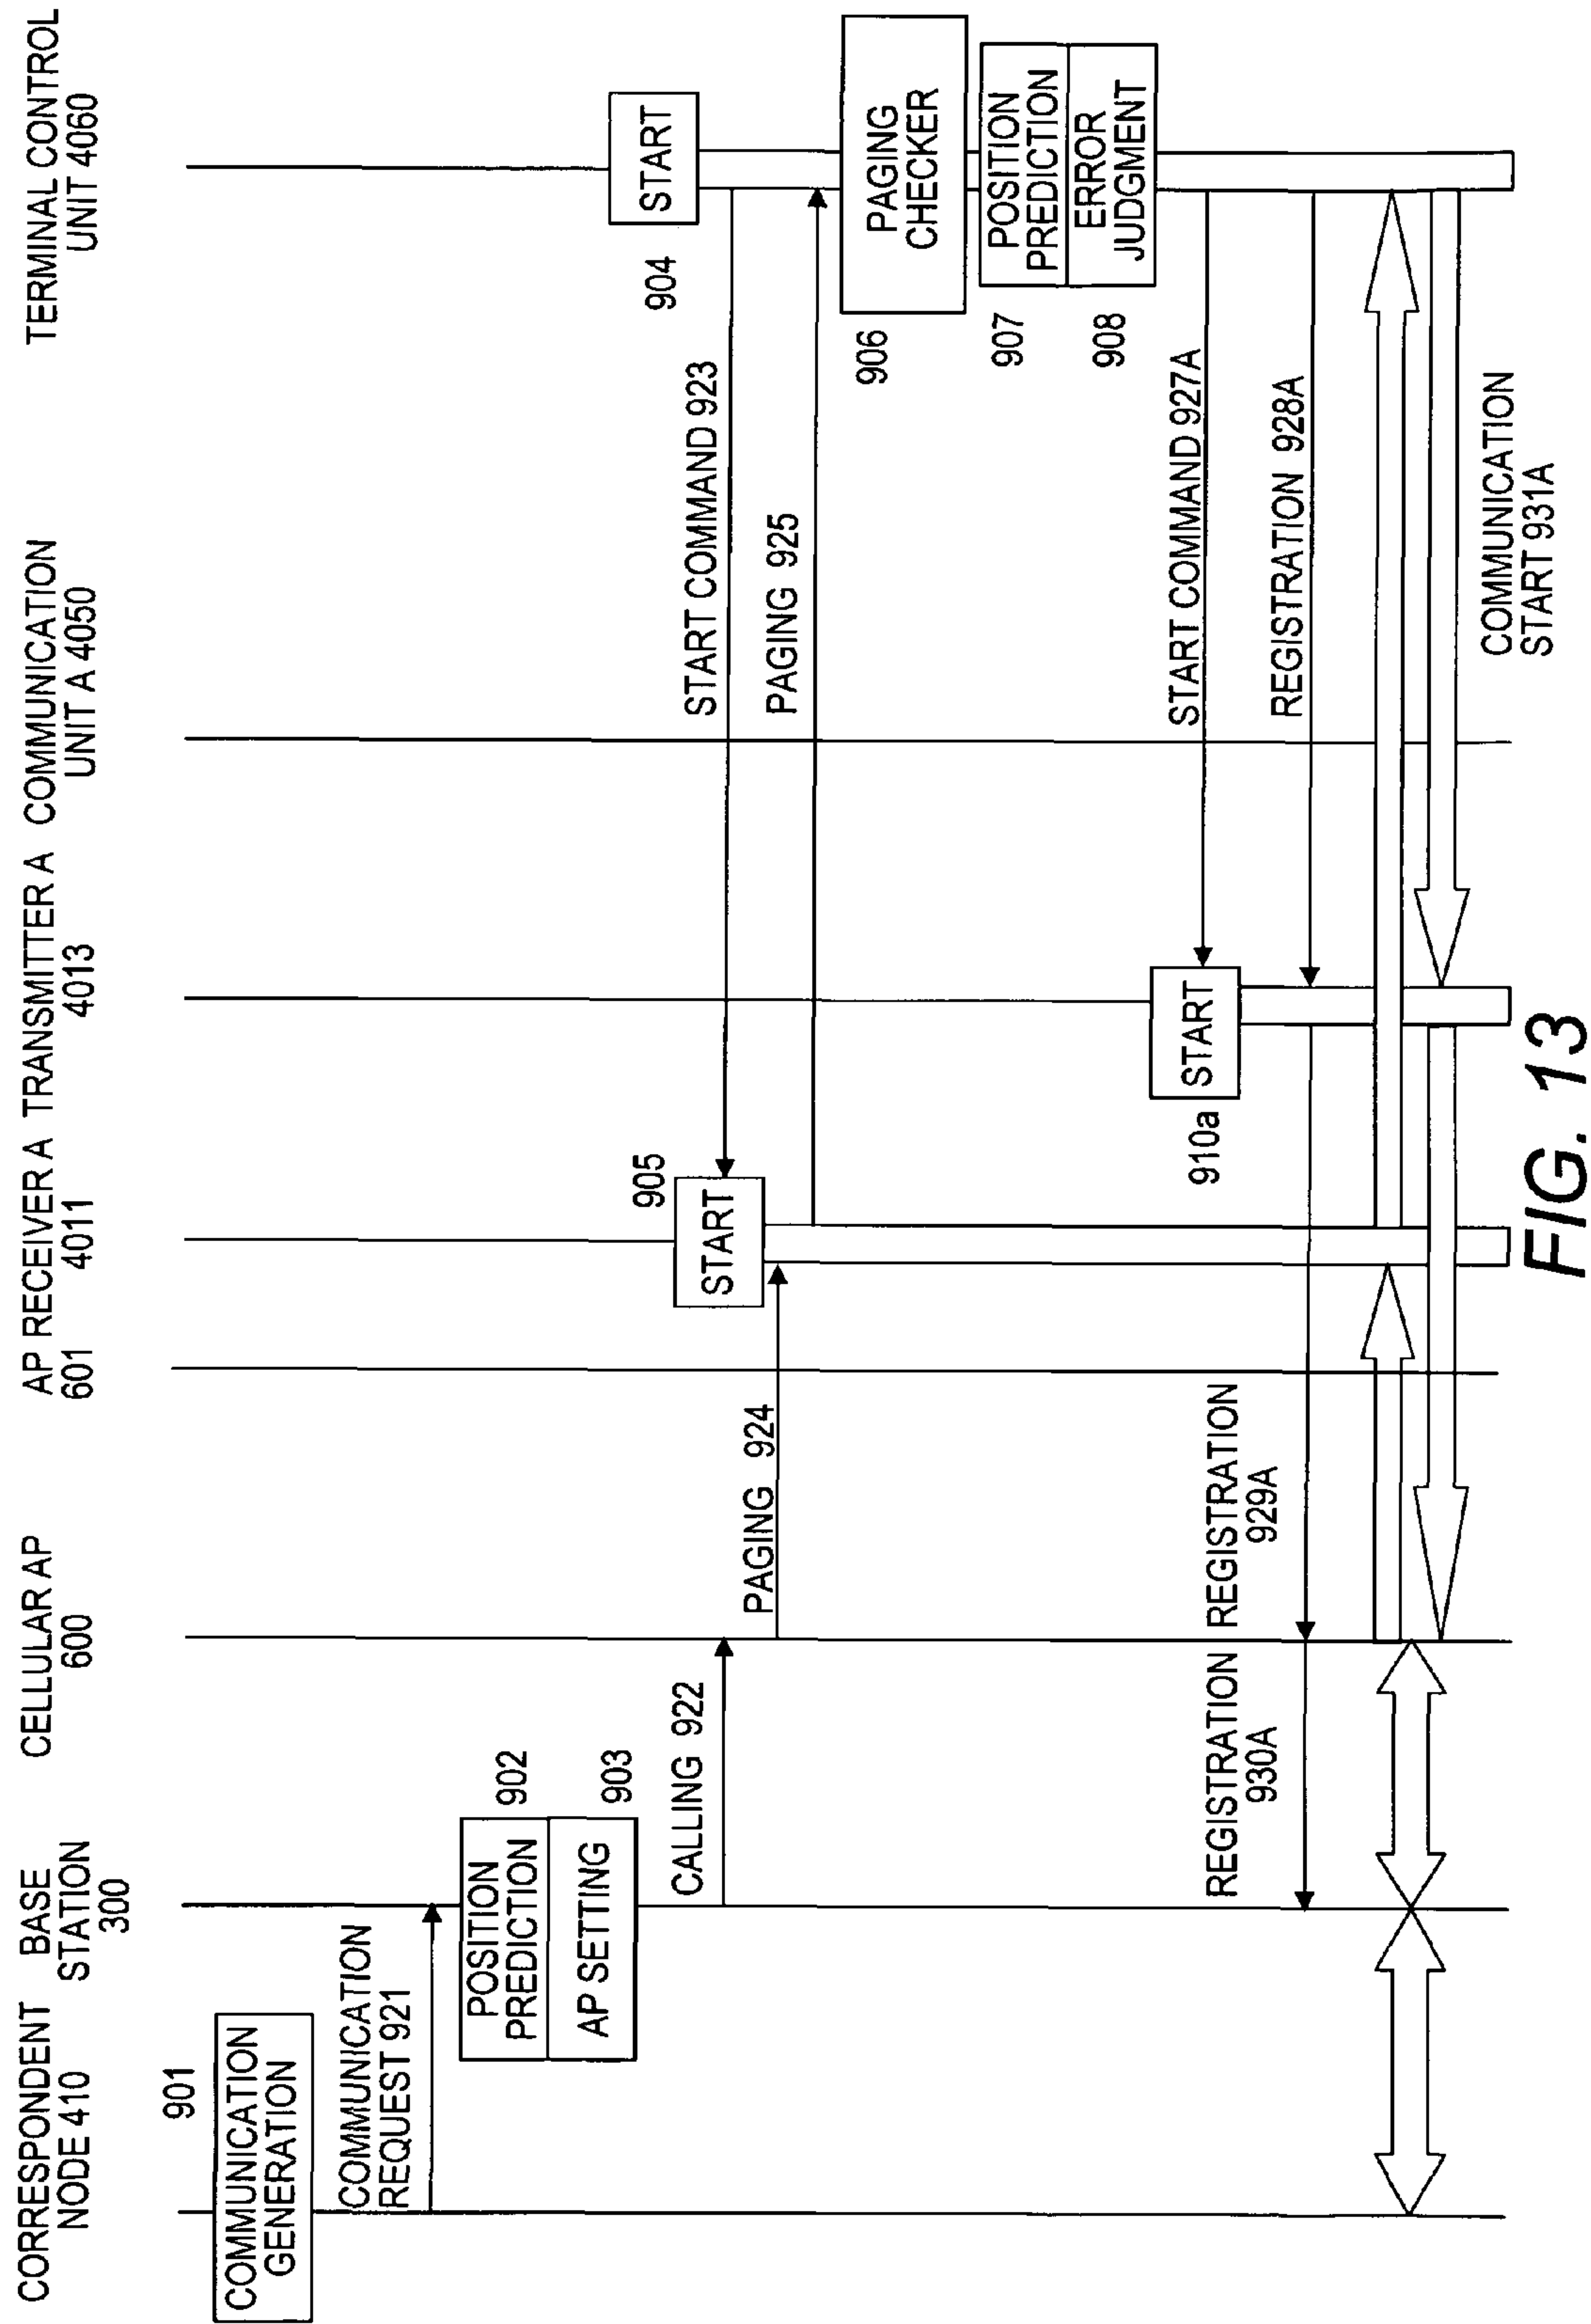 CORRESPONDENT
NODE 410
BASE
STATION
300
CELLULAR AP
600
AP
601
RECEIVER A
4011
TRANSMITTER A
4013
COMMUNICATION
UNIT A 4050
TERMINAL CONTROL
UNIT 4060
901
COMMUNICATION
GENERATION
COMMUNICATION
REQUEST 921
POSITION
PREDICTION
902
AP SETTING
903
START
904
CALLING 922
START
905
START COMMAND 923
PAGING 924
PAGING 925
PAGING
CHECKER
906
POSITION
PREDICTION
907
ERROR
JUDGMENT
908
START COMMAND 927A
START
910a
REGISTRATION 928A
REGISTRATION
929A
REGISTRATION
930A
COMMUNICATION
START 931A
FIG. 13